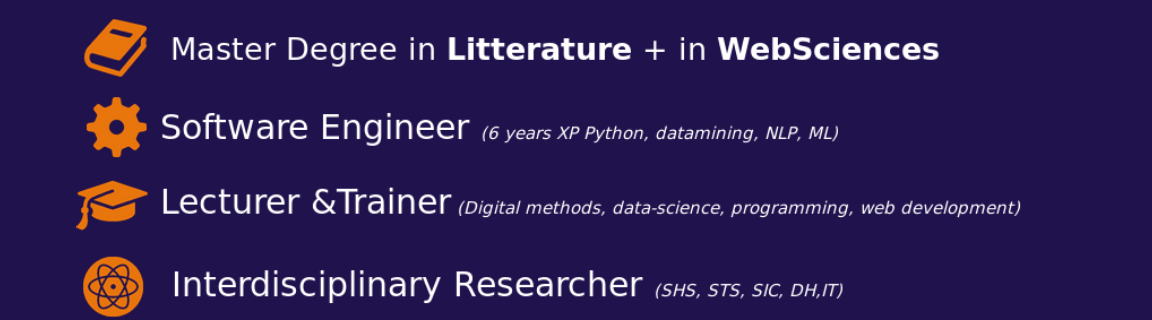 Master Degree in Litterature + in WebSciences
Software Engineer (6 years XP Python, datamining, NLP, ML)
Lecturer &Trainer (Digital methods, data-science, programming, web development)
Interdisciplinary Researcher (SHS, STS, SIC, DH,IT)